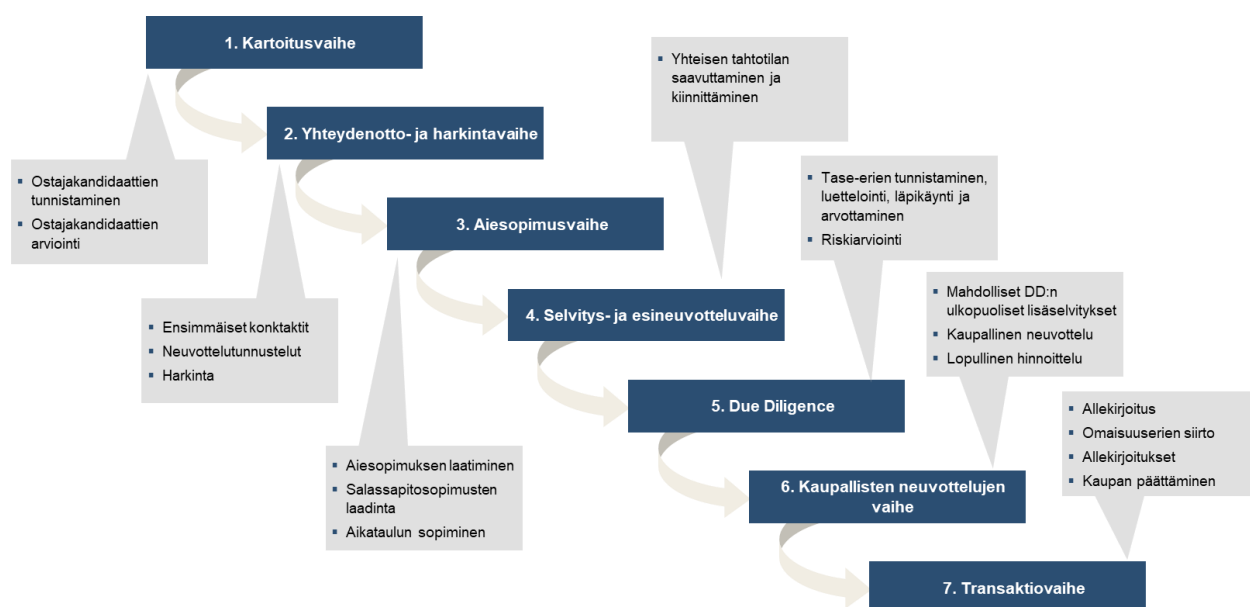 1. Kartoitusvaihe
▪ Ostajakandidaattien
tunnistaminen
▪ Ostajakandidaattien
arviointi
2. Yhteydenotto- ja harkintavaihe
▪ Ensimmäiset konktaktit
▪ Neuvottelutunnustelut
▪ Harkinta
3. Aiesopimusvaihe
▪ Aiesopimuksen laatiminen
▪ Salassapitosopimusten
laadinta
▪ Aikataulun sopiminen
4. Selvitys- ja esineuvotteluvaihe
▪ Yhteisen tahtotilan
saavuttaminen ja
kiinnittäminen
5. Due Diligence
▪ Tase-erien tunnistaminen,
luettelointi, läpikäynti ja
arvottaminen
▪ Riskiarviointi
6. Kaupallisten neuvottelujen
vaihe
▪ Mahdolliset DD:n
ulkopuoliset lisäselvitykset
▪ Kaupallinen neuvottelu
▪ Lopullinen hinnoittelu
7. Transaktiovaihe
▪ Allekirjoitus
▪ Omaisuuserien siirto
▪ Allekirjoitukset
▪ Kaupan päättäminen